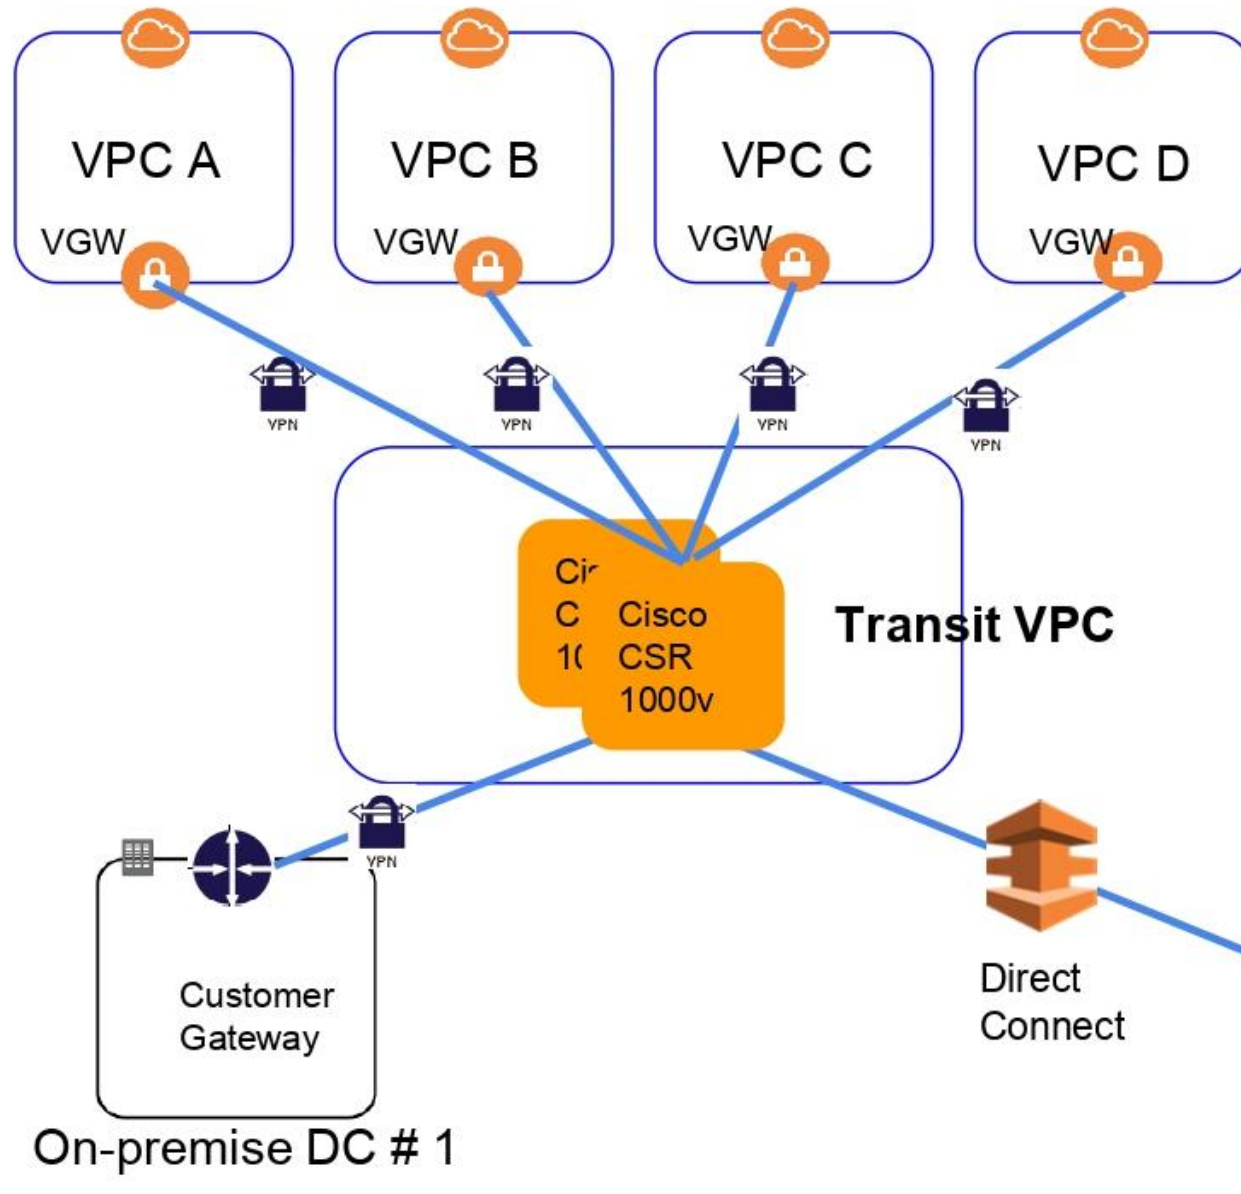 VPC A
VPC B
VPC C
VPC D
VGW
VGW
VGW
VGW
VPN
VPN
VPN
VPN
Cisco
CSR
1000v
Transit VPC
VPN
Customer
Gateway
Direct
Connect
On-premise DC # 1